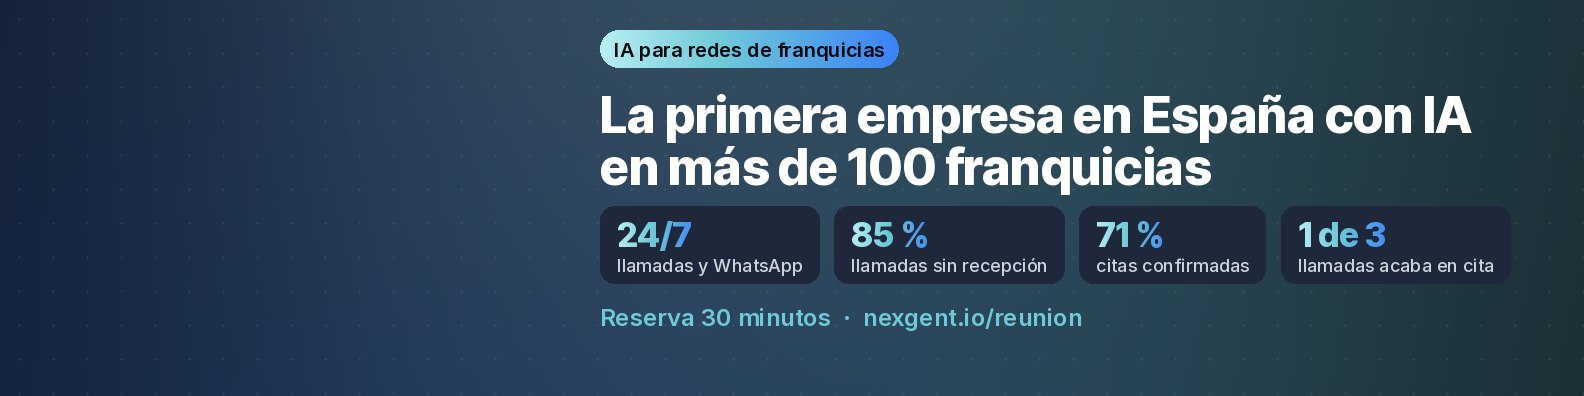 IA para redes de franquicias
La primera empresa en España con IA
en más de 100 franquicias
24/7
llamadas y WhatsApp
85 %
llamadas sin recepción
71 %
citas confirmadas
1 de 3
llamadas acaba en cita
Reserva 30 minutos · nexgent.io/reunion